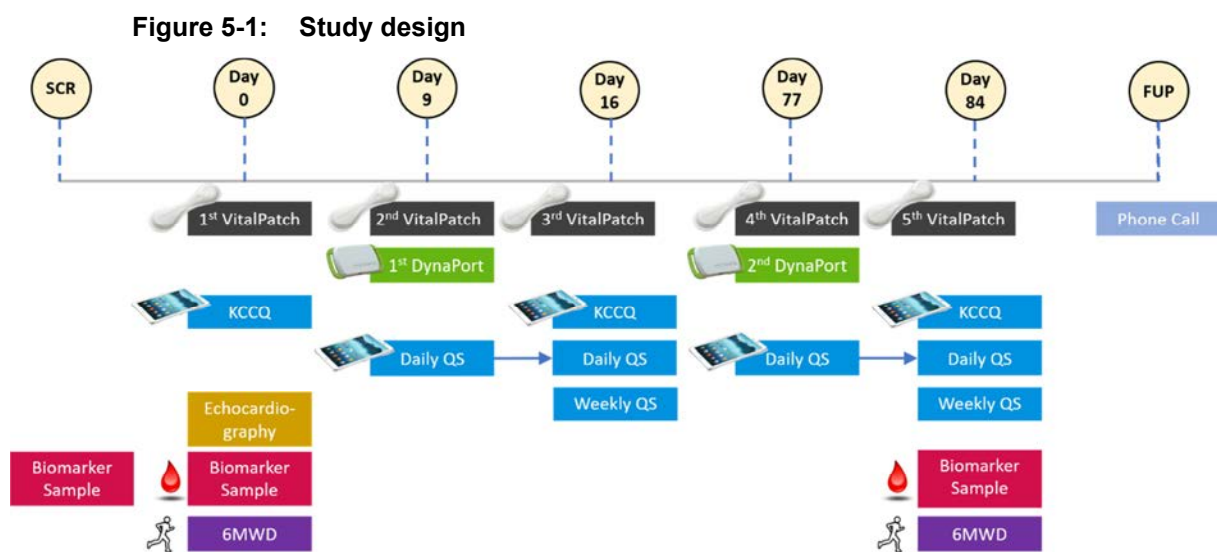 Figure 5-1: Study design
SCR
Day
0
Day
9
Day
16
Day
77
Day
84
FUP
1st VitalPatch
2nd VitalPatch
3rd VitalPatch
4th VitalPatch
5th VitalPatch
Phone Call
1st DynaPort
2nd DynaPort
KCCQ
KCCQ
KCCQ
Daily QS
Daily QS
Daily QS
Daily QS
Weekly QS
Weekly QS
Echocardio-
graphy
Biomarker
Sample
Biomarker
Sample
Biomarker
Sample
6MWD
6MWD